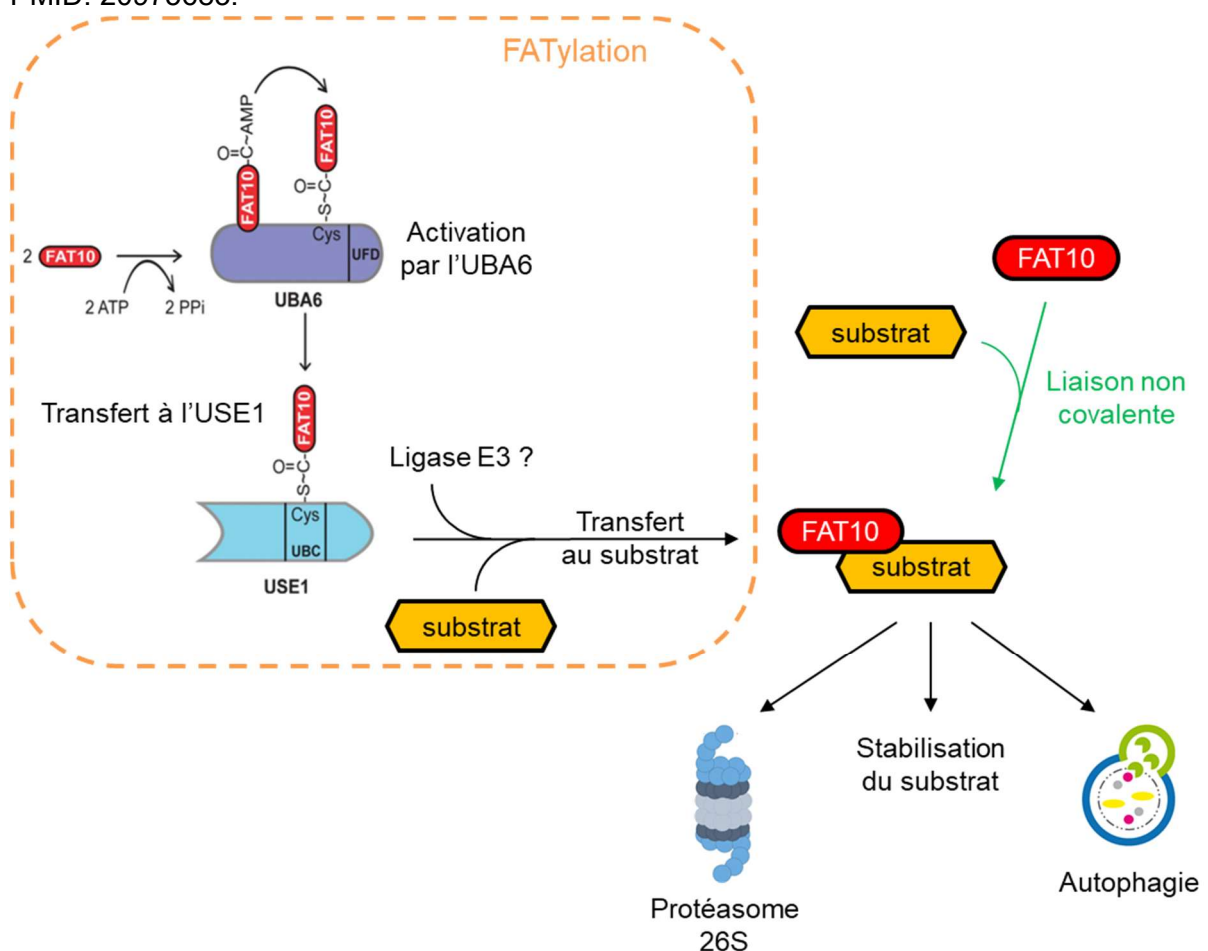 FATylation
O=C~AMP
FAT10
FAT10
O=C
-S~
Cys
UFD
2 FAT10
2 ATP
2 PPi
UBA6
Activation
par l'UBA6
Transfert à l'USE1
FAT10
O=C
-S~
Cys
UBC
USE1
Ligase E3 ?
Transfert
au substrat
substrat
FAT10
substrat
Liaison non
covalente
FAT10
substrat
Protéasome
26S
Stabilisation
du substrat
Autophagie